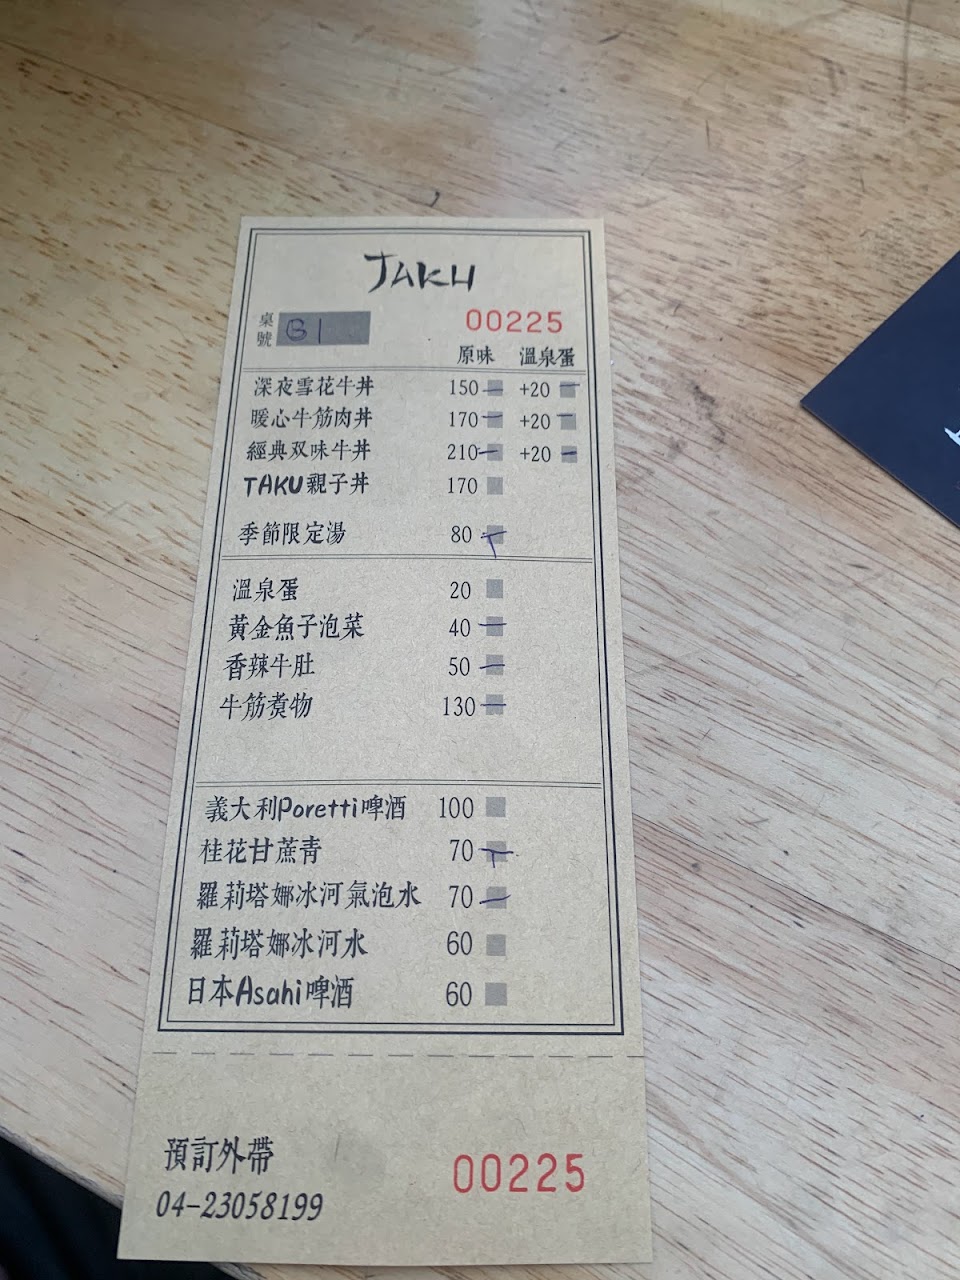 TAKU
桌號 B1 00225
原味 溫泉蛋
深夜雪花牛丼 150 +20
暖心牛筋肉丼 170 +20
經典双味牛丼 210 +20
TAKU親子丼 170
季節限定湯 80
溫泉蛋 20
黃金魚子泡菜 40
香辣牛肚 50
牛筋煮物 130
義大利Poretti啤酒 100
桂花甘蔗青 70
羅莉塔娜冰河氣泡水 70
羅莉塔娜冰河水 60
日本Asahi啤酒 60
預訂外帶
04-23058199 00225